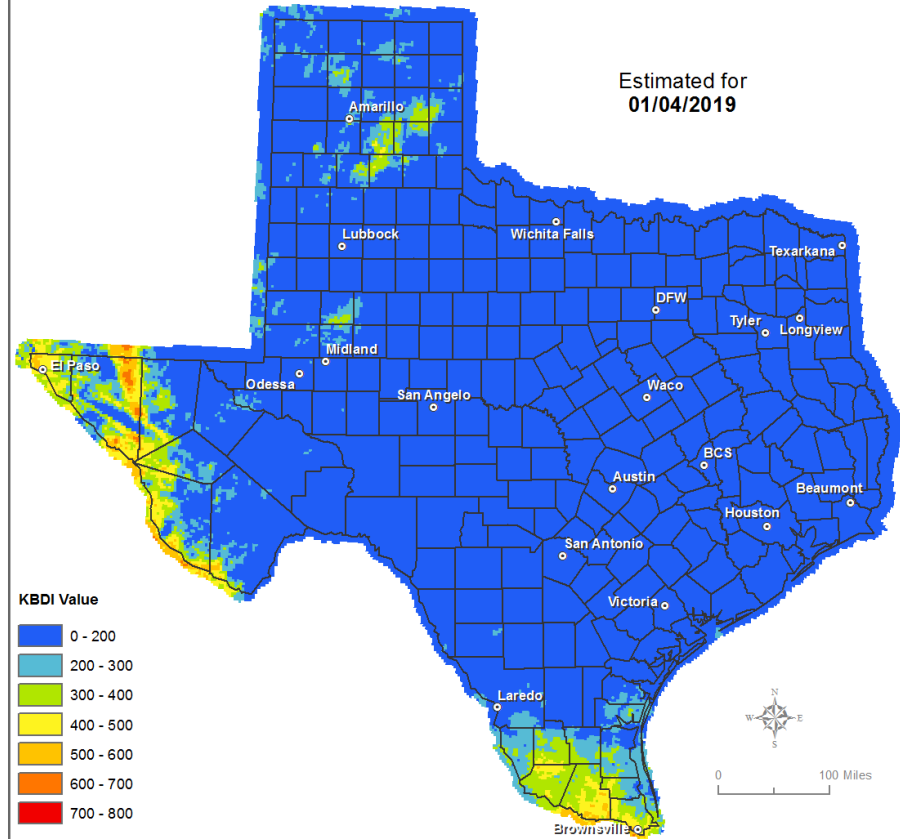 Estimated for
01/04/2019
Amarillo
Lubbock
Wichita Falls
Texarkana
DFW
Tyler
Longview
Midland
El Paso
Odessa
San Angelo
Waco
BCS
Austin
Beaumont
Houston
San Antonio
Victoria
Laredo
Brownsville
KBDI Value
0 - 200
200 - 300
300 - 400
400 - 500
500 - 600
600 - 700
700 - 800
N
W E
S
0 100 Miles